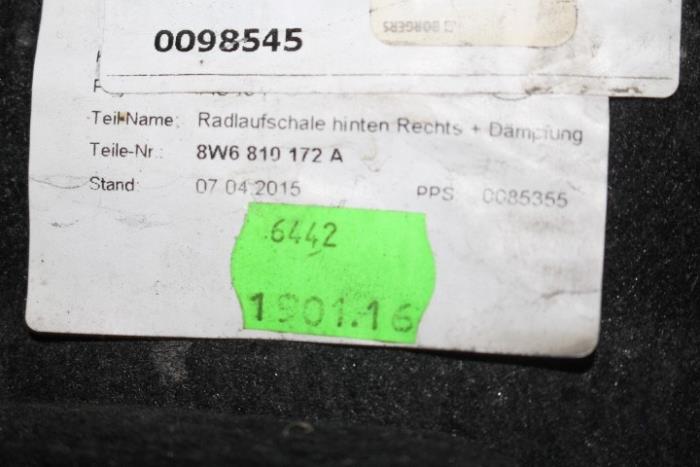 0098545
BORGERS
Teil-Name: Radlaufschale hinten Rechts + Dämpfung
Teile-Nr.: 8W6 810 172 A
Stand: 07.04.2015 PPS 0085355
6442
1901.16